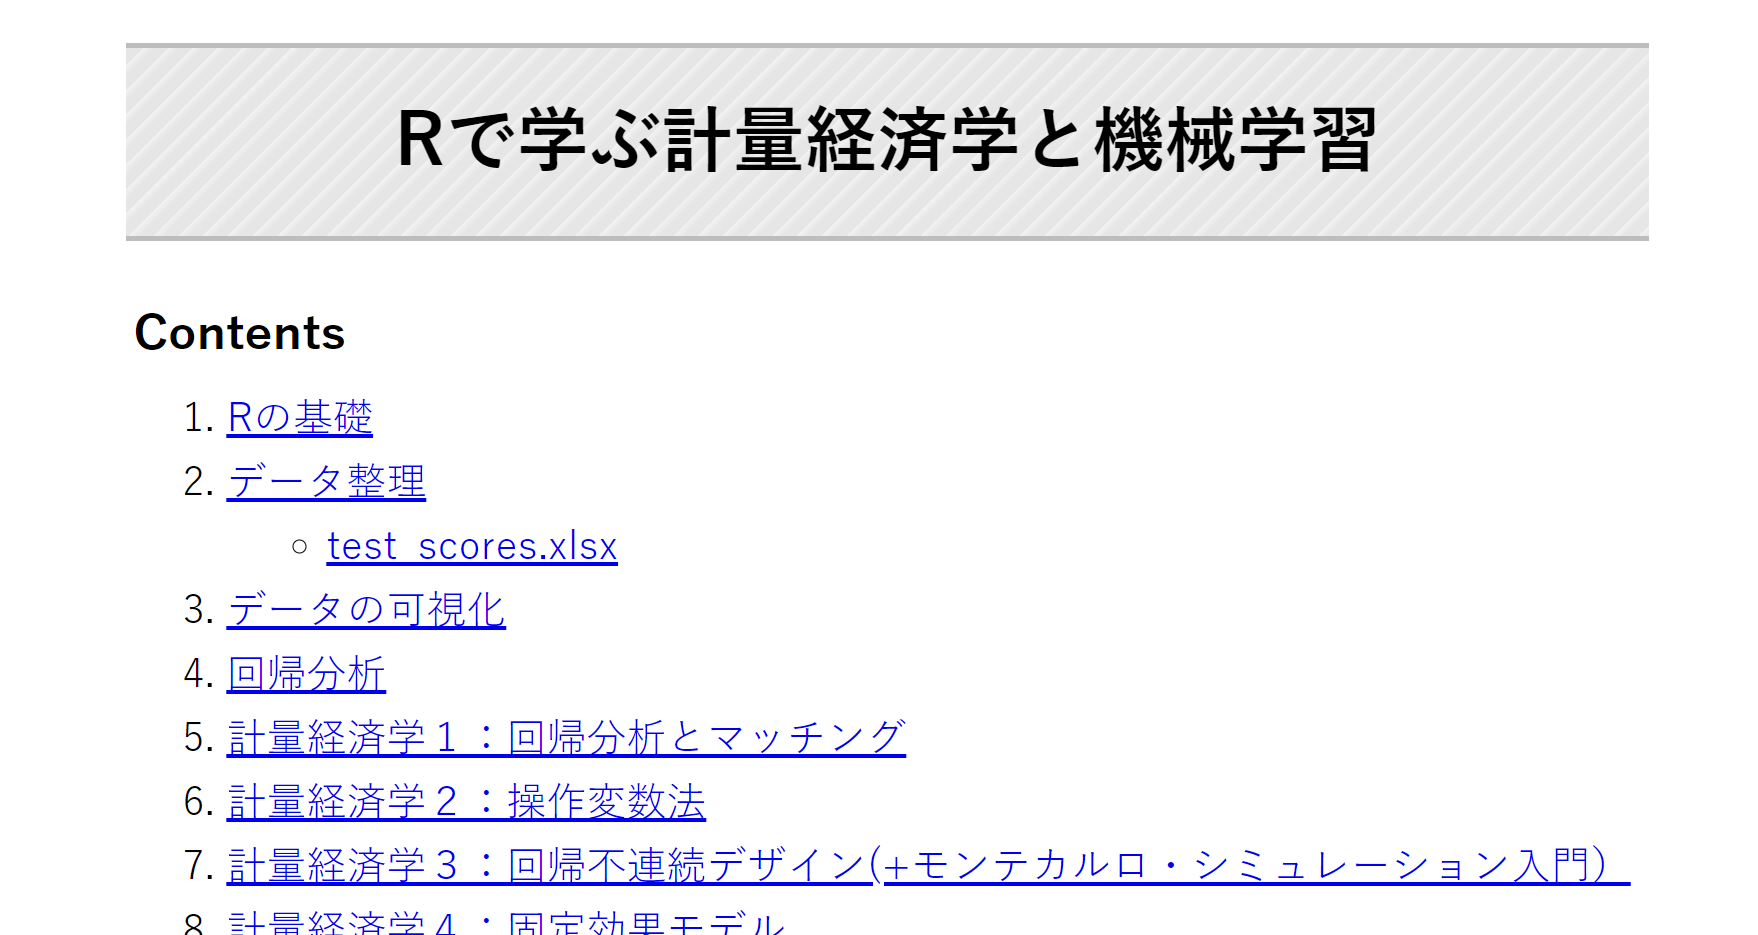 Rで学ぶ計量経済学と機械学習
Contents
1. Rの基礎
2. データ整理
test_scores.xlsx
3. データの可視化
4. 回帰分析
5. 計量経済学１：回帰分析とマッチング
6. 計量経済学２：操作変数法
7. 計量経済学３：回帰不連続デザイン(+モンテカルロ・シミュレーション入門）
8. 計量経済学４：固定効果モデル